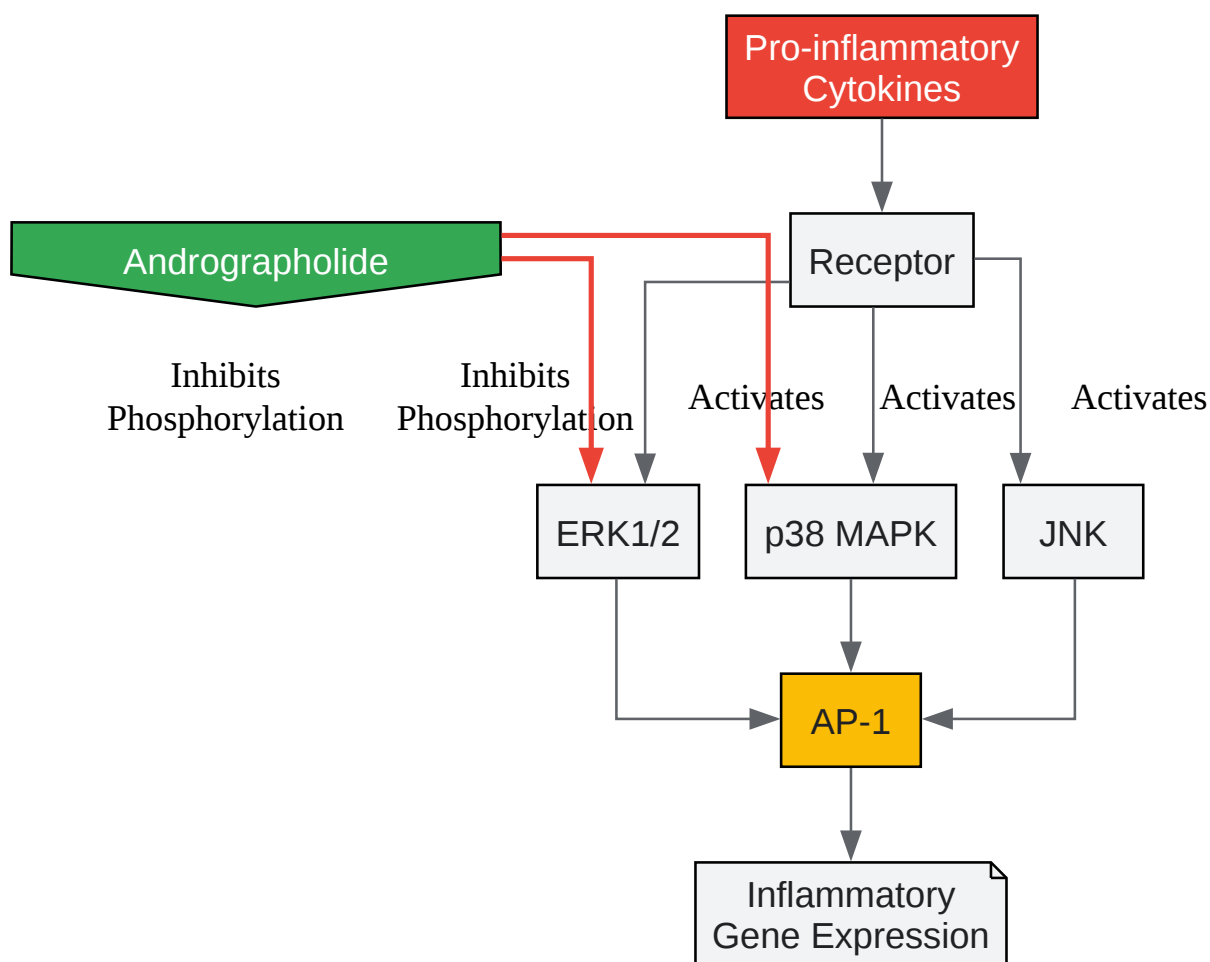 Pro-inflammatory
Cytokines
Andrographolide
Receptor
Inhibits
Phosphorylation
Inhibits
Phosphorylation
Activates
Activates
Activates
ERK1/2
p38 MAPK
JNK
AP-1
Inflammatory
Gene Expression